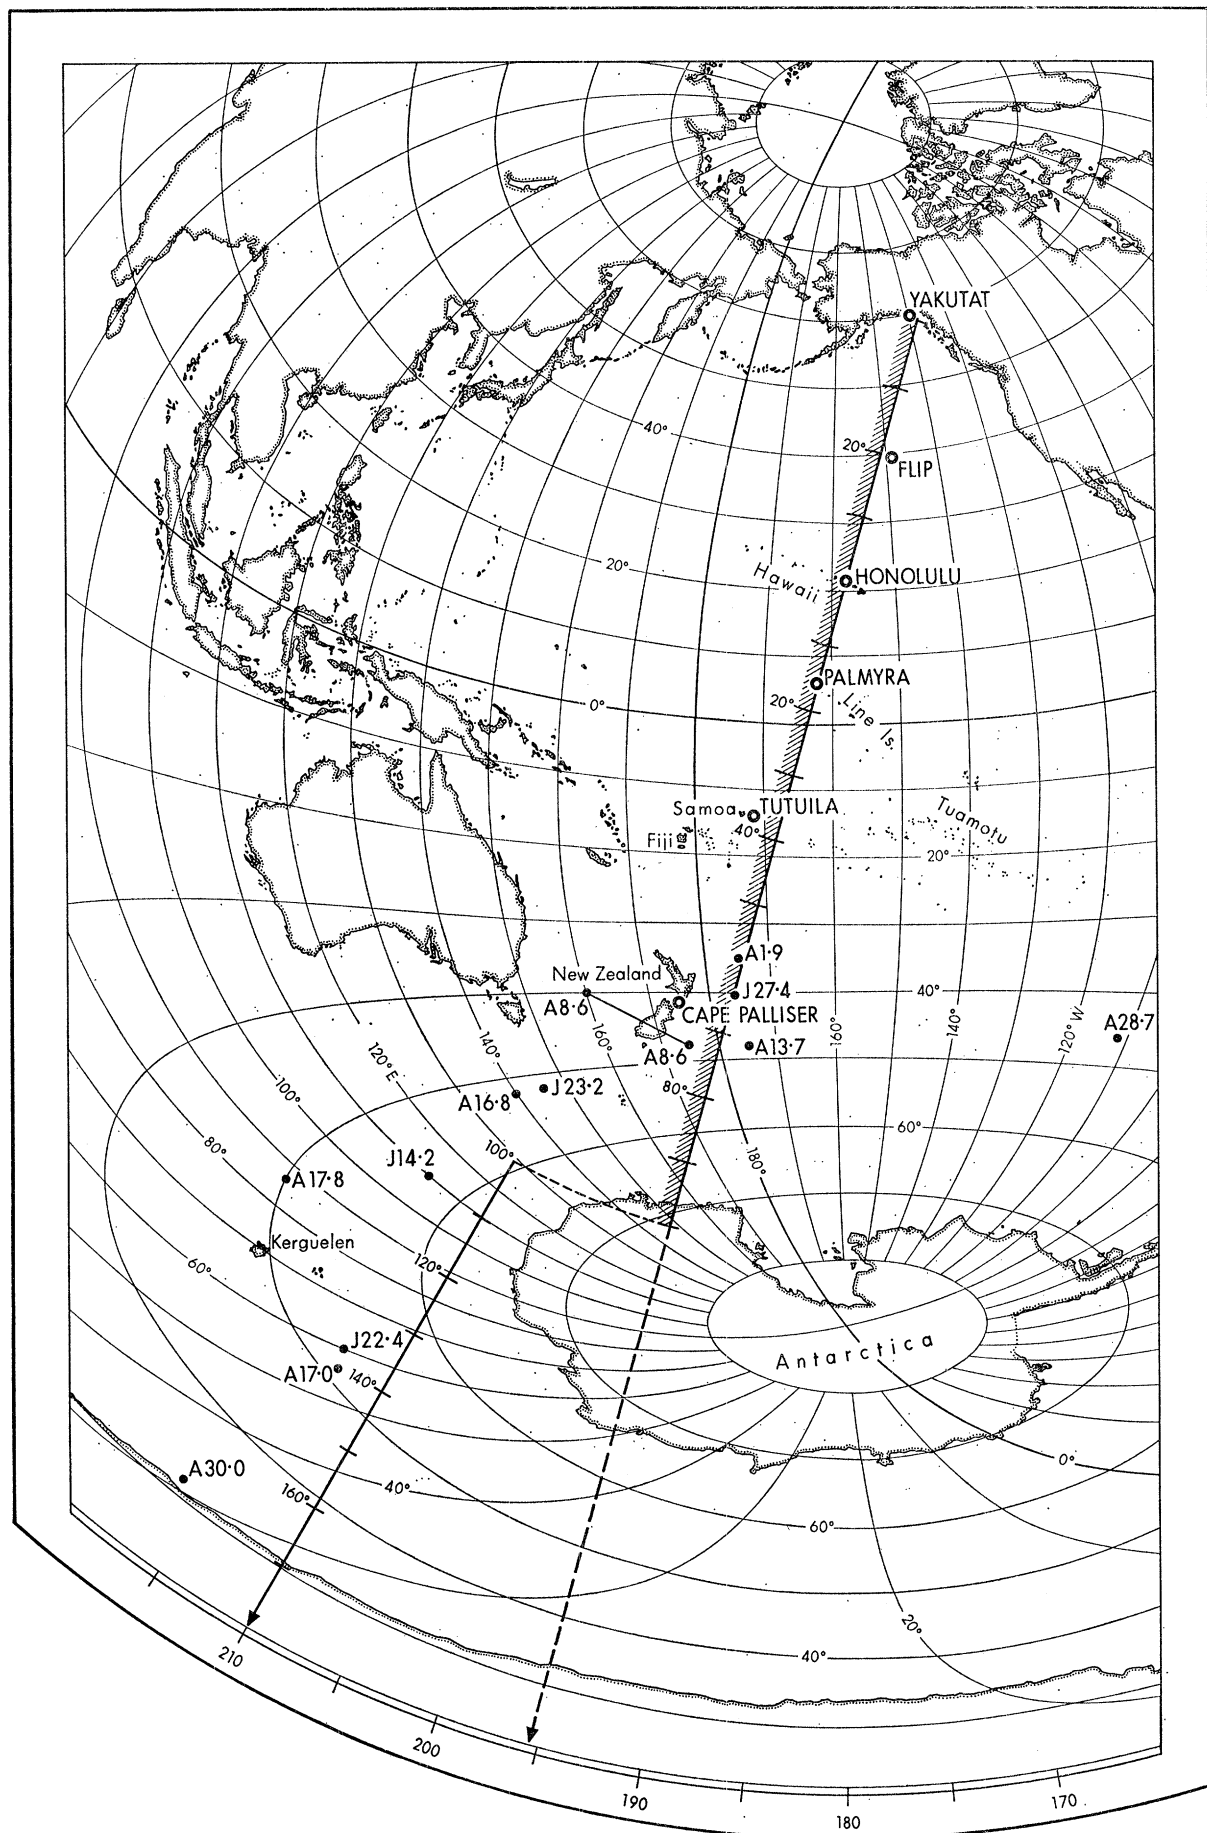 YAKUTAT
40°
20°
FLIP
20°
Hawaii
HONOLULU
PALMYRA
0°
20°
Line Is.
Samoa
TUTUILA
Tuamotu
Fiji
40°
20°
A1·9
New Zealand
J27·4
40°
A8·6
CAPE PALLISER
160°
160°
140°
120° W
A28·7
140°
120° E
A8·6
A13·7
100°
J23·2
80°
A16·8
60°
80°
100°
180°
J14·2
A17·8
Kerguelen
60°
120°
J22·4
Antarctica
A17·0
140°
0°
A30·0
40°
160°
60°
20°
40°
210
200
190
180
170